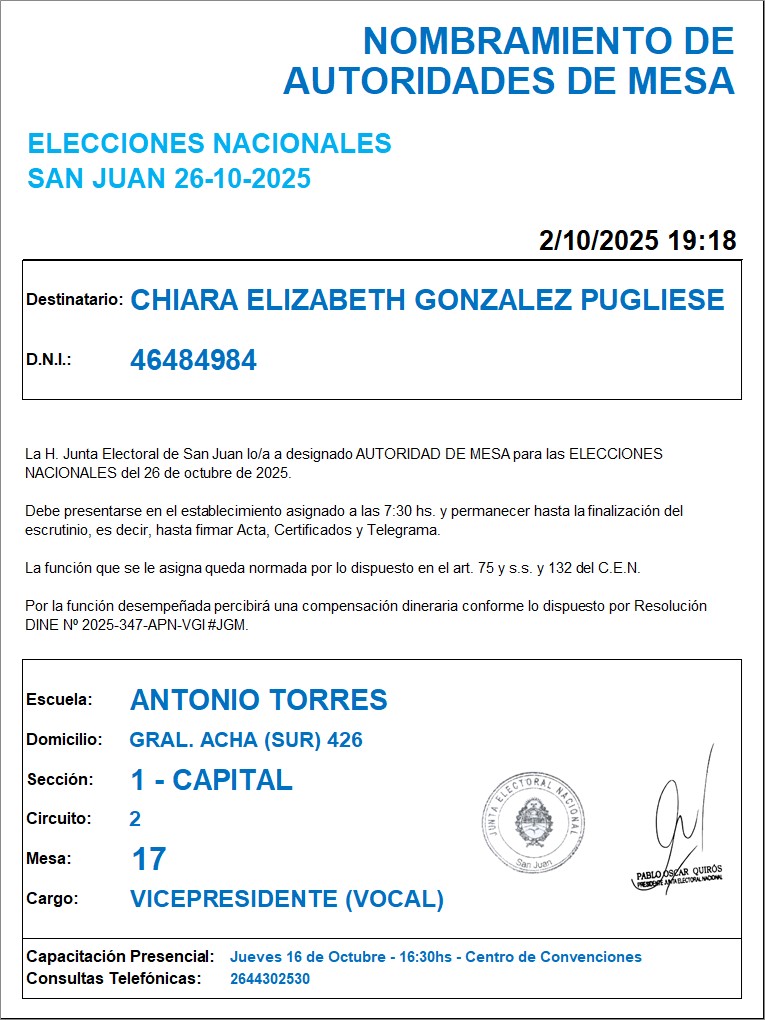 NOMBRAMIENTO DE
AUTORIDADES DE MESA
ELECCIONES NACIONALES
SAN JUAN 26-10-2025
2/10/2025 19:18
Destinatario: CHIARA ELIZABETH GONZALEZ PUGLIESE
D.N.I.: 46484984
La H. Junta Electoral de San Juan lo/a a designado AUTORIDAD DE MESA para las ELECCIONES
NACIONALES del 26 de octubre de 2025.
Debe presentarse en el establecimiento asignado a las 7:30 hs. y permanecer hasta la finalización del
escrutinio, es decir, hasta firmar Acta, Certificados y Telegrama.
La función que se le asigna queda normada por lo dispuesto en el art. 75 y s.s. y 132 del C.E.N.
Por la función desempeñada percibirá una compensación dineraria conforme lo dispuesto por Resolución
DINE Nº 2025-347-APN-VGI#JGM.
Escuela: ANTONIO TORRES
Domicilio: GRAL. ACHA (SUR) 426
Sección: 1 - CAPITAL
Circuito: 2
Mesa: 17
Cargo: VICEPRESIDENTE (VOCAL)
JUNTA ELECTORAL NACIONAL
San Juan
PABLO OSCAR QUIRÓS
PRESIDENTE JUNTA ELECTORAL NACIONAL
Capacitación Presencial: Jueves 16 de Octubre - 16:30hs - Centro de Convenciones
Consultas Telefónicas: 2644302530